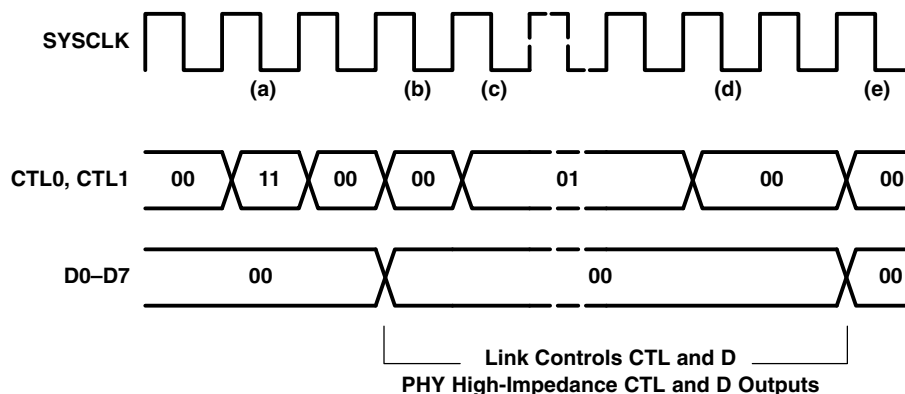 SYSCLK
(a) (b) (c) (d) (e)
CTL0, CTL1 00 11 00 00 01 00 00
D0–D7 00 00 00
Link Controls CTL and D
PHY High-Impedance CTL and D Outputs